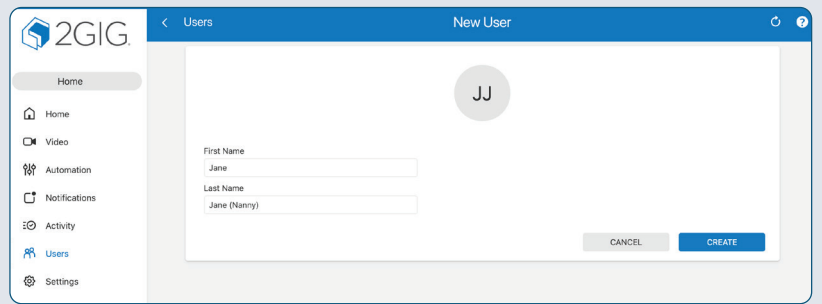 2GIG.
Users
New User
Home
Home
Video
Automation
Notifications
Activity
Users
Settings
JJ
First Name
Jane
Last Name
Jane (Nanny)
CANCEL
CREATE
?